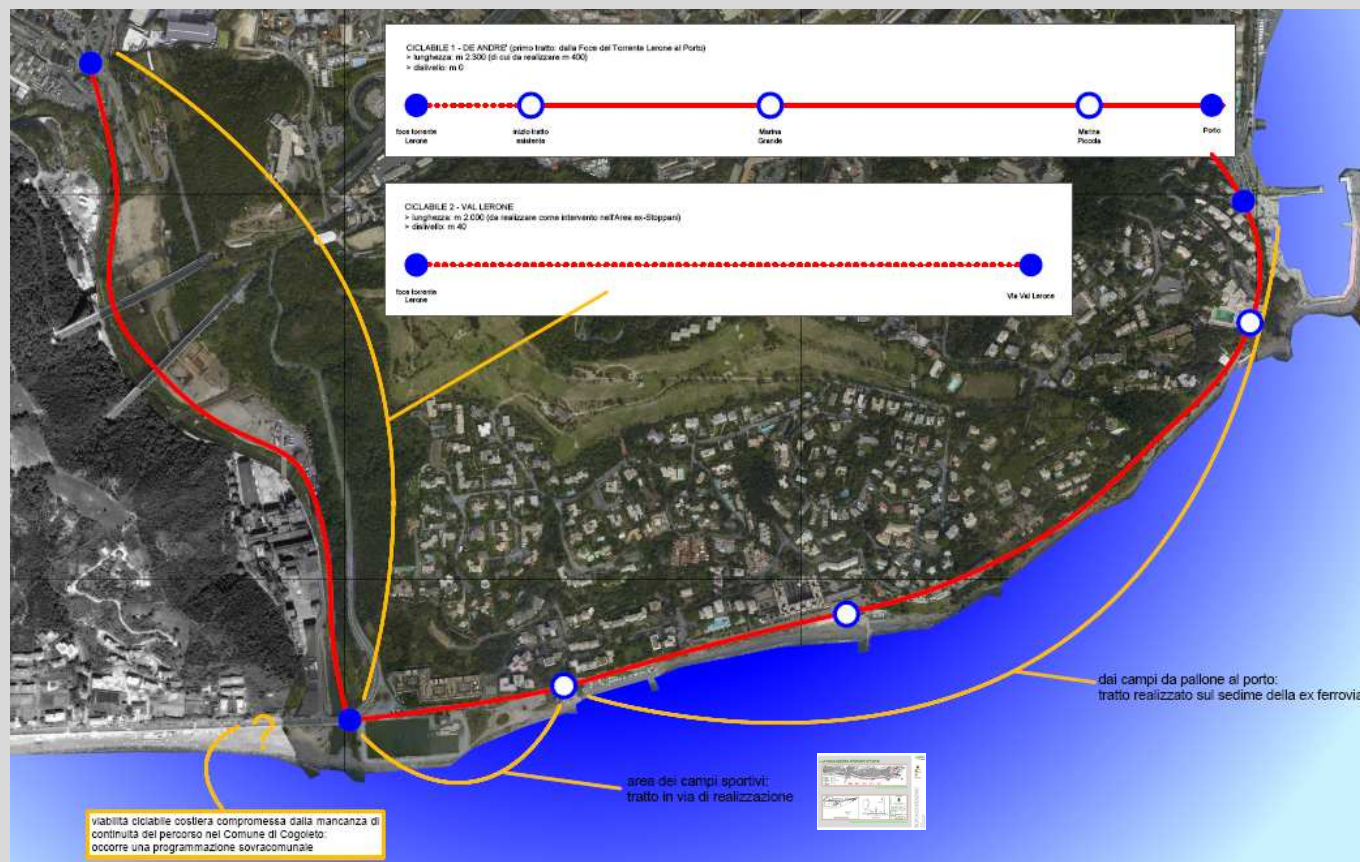 CICLABILE 1 - DE ANDRE' (primo tratto: dalla Foce del Torrente Lerone al Porto)
> lunghezza: m 2.300 (di cui da realizzare m 400)
> dislivello: m 0
foce torrente
Lerone
inizio tratto
esistente
Marina
Grande
Marina
Piccola
Porto
CICLABILE 2 - VAL LERONE
> lunghezza: m 2.000 (da realizzare come intervento nell'Area ex-Stoppani)
> dislivello: m 40
foce torrente
Lerone
Via Val Lerone
dai campi da pallone al porto:
tratto realizzato sul sedime della ex ferrovia
?
area dei campi sportivi:
tratto in via di realizzazione
viabilità ciclabile costiera compromessa dalla mancanza di
continuità del percorso nel Comune di Cogoleto:
occorre una programmazione sovracomunale